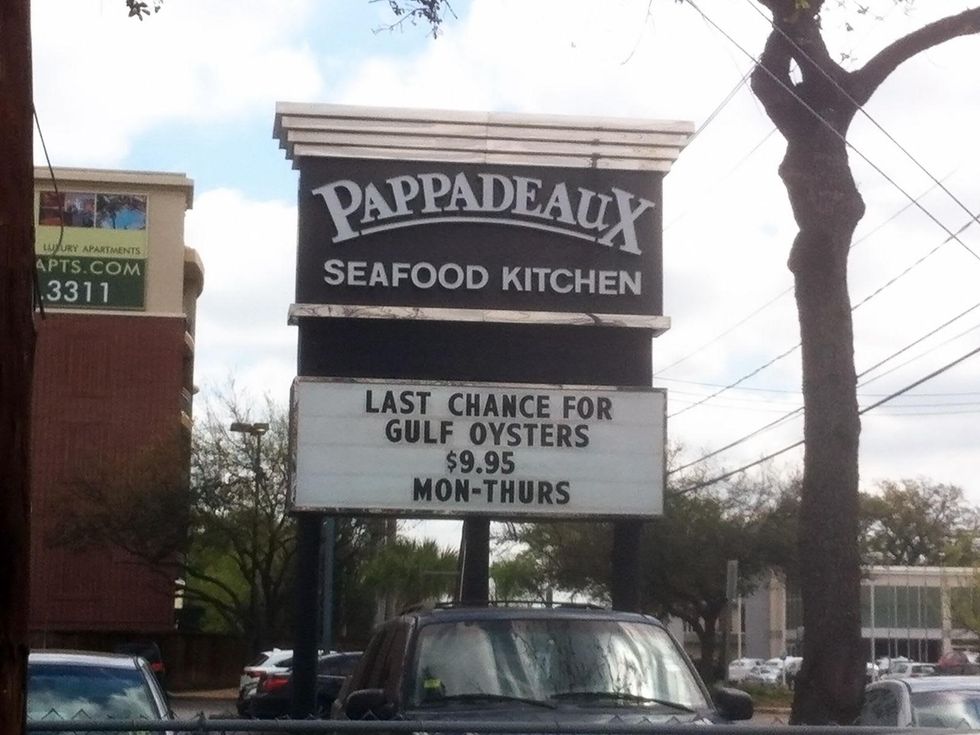 PAPPADEAUX
SEAFOOD KITCHEN
LAST CHANCE FOR
GULF OYSTERS
$9.95
MON-THURS
LUXURY APARTMENTS
APTS.COM
.3311